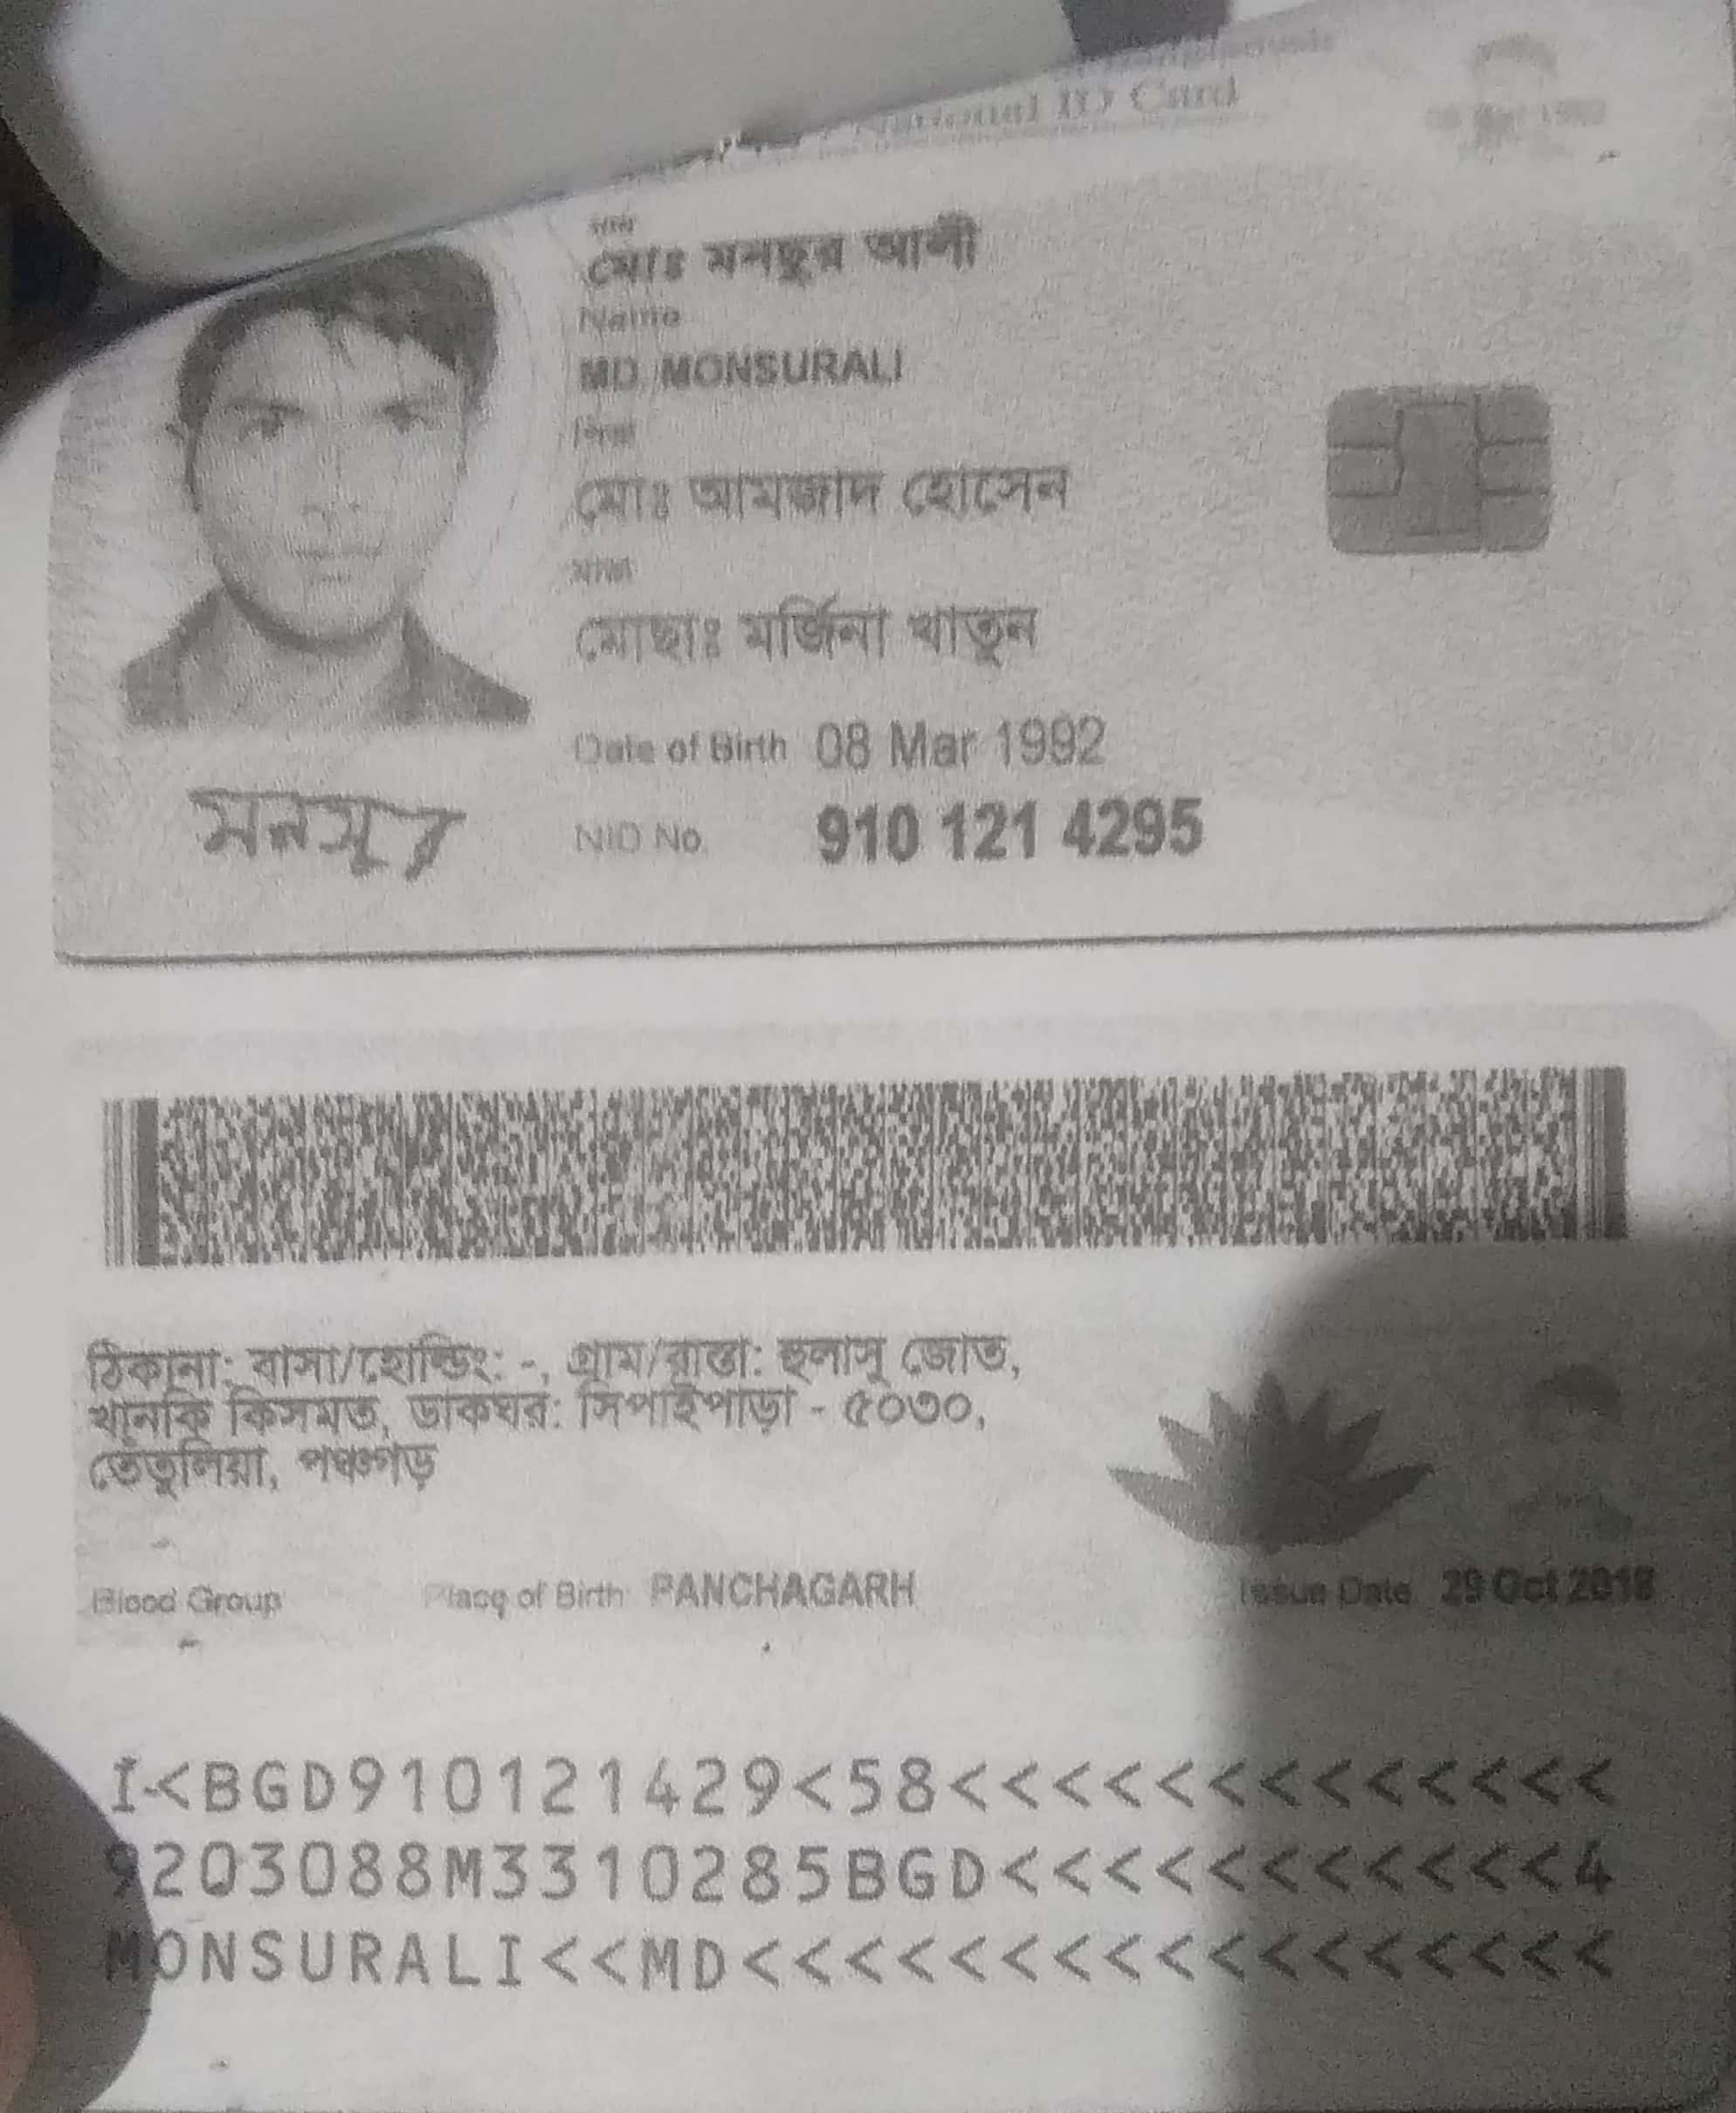 National ID Card
নাম
মোঃ মনছুর আলী
Name
MD MONSURALI
পিতা
মোঃ আমজাদ হোসেন
মাতা
মোছাঃ মর্জিনা খাতুন
Date of Birth 08 Mar 1992
NID No. 910 121 4295
মনসুর
ঠিকানা: বাসা/হোল্ডিং: -, গ্রাম/রাস্তা: হুলাসু জোত,
খানকি কিসমত, ডাকঘর: সিপাইপাড়া - ৫০৩০,
তেঁতুলিয়া, পঞ্চগড়
Blood Group Place of Birth: PANCHAGARH Issue Date 29 Oct 2018
I<BGD910121429<58<<<<<<<<<<<<<
9203088M3310285BGD<<<<<<<<<<<4
MONSURALI<<MD<<<<<<<<<<<<<<<<<